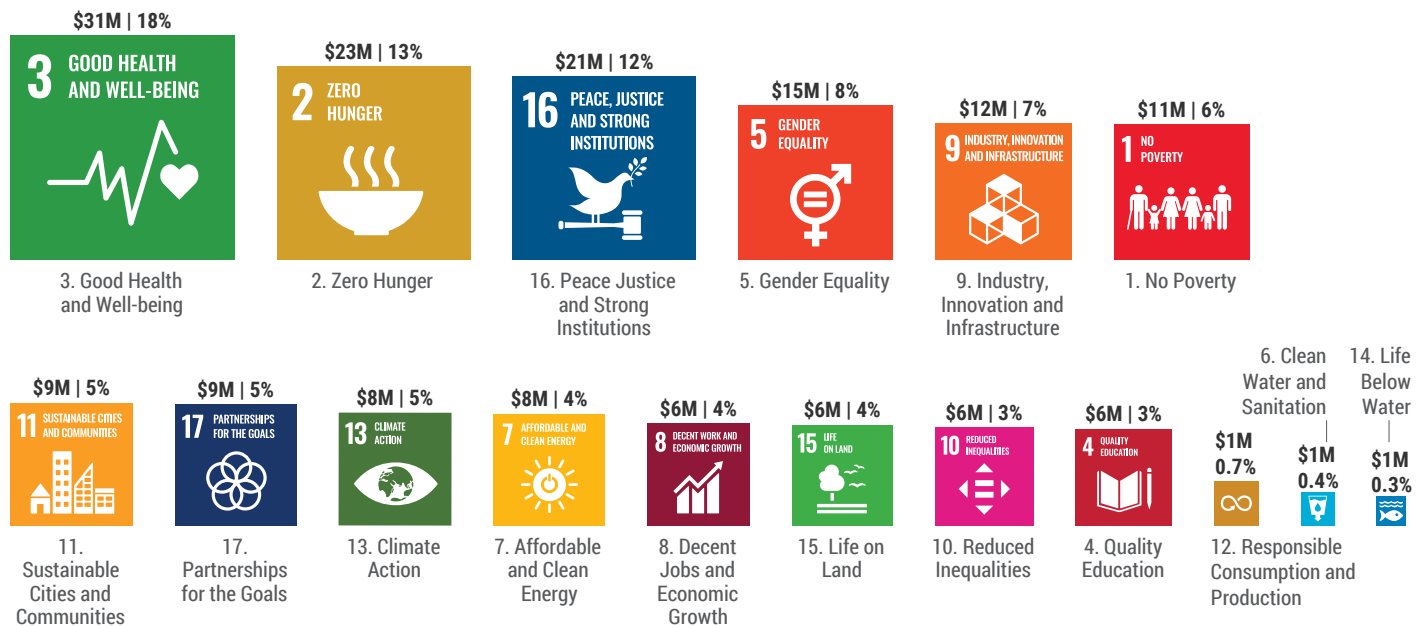 $31M | 18%
3 GOOD HEALTH
AND WELL-BEING
3. Good Health
and Well-being
$23M | 13%
2 ZERO
HUNGER
2. Zero Hunger
$21M | 12%
16 PEACE, JUSTICE
AND STRONG
INSTITUTIONS
16. Peace Justice
and Strong
Institutions
$15M | 8%
5 GENDER
EQUALITY
5. Gender Equality
$12M | 7%
9 INDUSTRY, INNOVATION
AND INFRASTRUCTURE
9. Industry,
Innovation and
Infrastructure
$11M | 6%
1 NO
POVERTY
1. No Poverty
$9M | 5%
11 SUSTAINABLE CITIES
AND COMMUNITIES
11.
Sustainable
Cities and
Communities
$9M | 5%
17 PARTNERSHIPS
FOR THE GOALS
17.
Partnerships
for the Goals
$8M | 5%
13 CLIMATE
ACTION
13. Climate
Action
$8M | 4%
7 AFFORDABLE AND
CLEAN ENERGY
7. Affordable
and Clean
Energy
$6M | 4%
8 DECENT WORK AND
ECONOMIC GROWTH
8. Decent
Jobs and
Economic
Growth
$6M | 4%
15 LIFE
ON LAND
15. Life on
Land
$6M | 3%
10 REDUCED
INEQUALITIES
10. Reduced
Inequalities
$6M | 3%
4 QUALITY
EDUCATION
4. Quality
Education
$1M
0.7%
12. Responsible
Consumption and
Production
6. Clean
Water and
Sanitation
$1M
0.4%
14. Life
Below
Water
$1M
0.3%